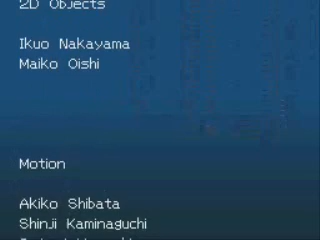 2D Objects
Ikuo Nakayama
Maiko Oishi
Motion
Akiko Shibata
Shinji Kaminaguchi